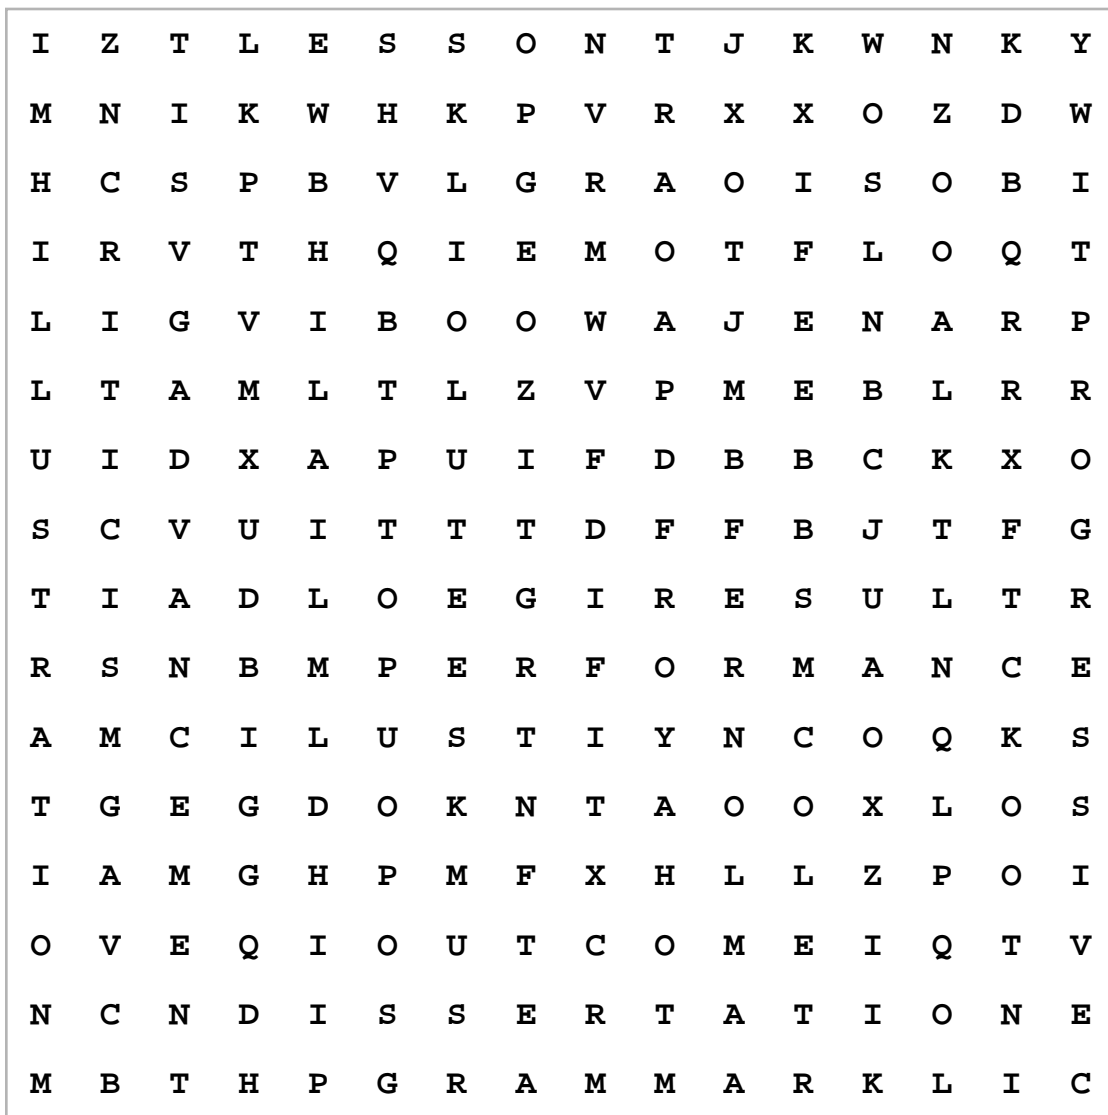 I Z T L E S S O N T J K W N K Y
M N I K W H K P V R X X O Z D W
H C S P B V L G R A O I S O B I
I R V T H Q I E M O T F L O Q T
L I G V I B O O W A J E N A R P
L T A M L T L Z V P M E B L R R
U I D X A P U I F D B B C K X O
S C V U I T T T D F F B J T F G
T I A D L O E G I R E S U L T R
R S N B M P E R F O R M A N C E
A M C I L U S T I Y N C O Q K S
T G E G D O K N T A O O X L O S
I A M G H P M F X H L L Z P O I
O V E Q I O U T C O M E I Q T V
N C N D I S S E R T A T I O N E
M B T H P G R A M M A R K L I C